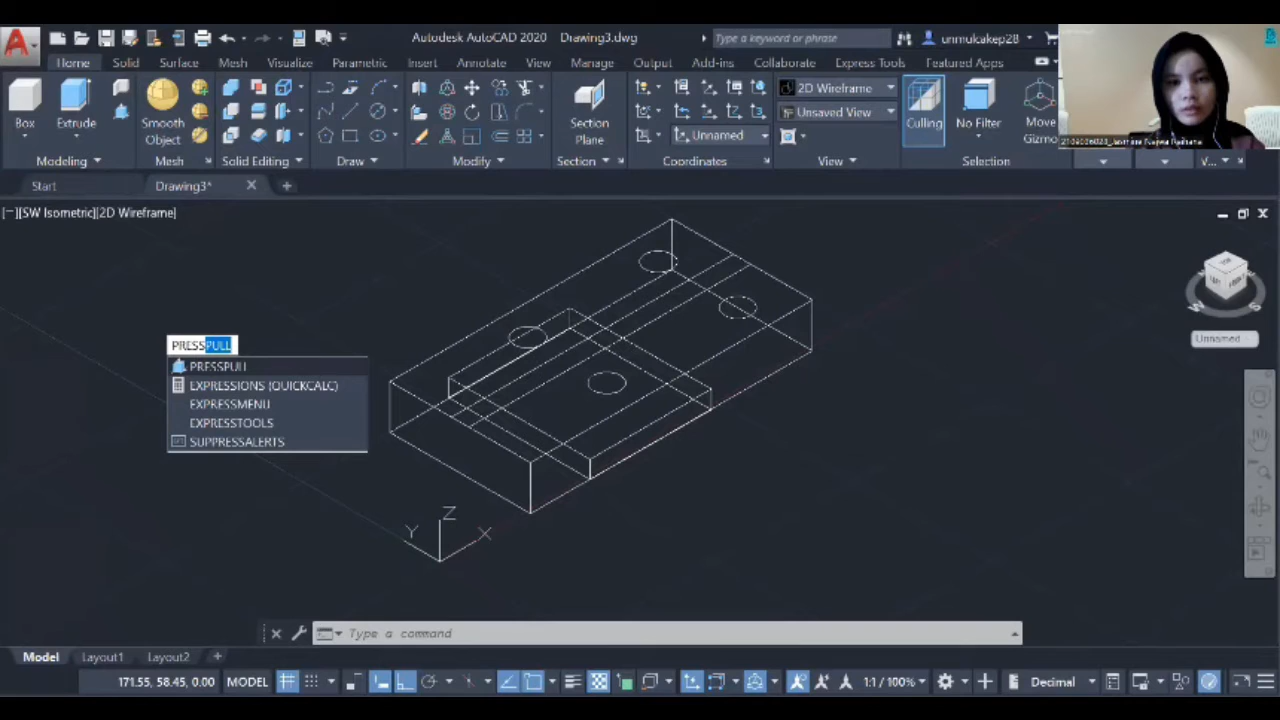 Autodesk AutoCAD 2020 Drawing3.dwg
Type a keyword or phrase
unmulcakep28
Home Solid Surface Mesh Visualize Parametric Insert Annotate View Manage Output Add-ins Collaborate Express Tools Featured Apps
Box
Extrude
Smooth
Object
Section
Plane
2D Wireframe
Unsaved View
Unnamed
Culling
No Filter
Move
Gizmo
Modeling Mesh Solid Editing Draw Modify Section Coordinates View Selection V...
Start Drawing3*
[−][SW Isometric][2D Wireframe]
TOP
LEFT
FRONT
W
S
Unnamed
PRESSPULL
PRESSPULL
EXPRESSIONS (QUICKCALC)
EXPRESSMENU
EXPRESSTOOLS
SUPPRESSALERTS
Z
Y
X
Type a command
Model Layout1 Layout2 +
171.55, 58.45, 0.00 MODEL 1:1 / 100% Decimal